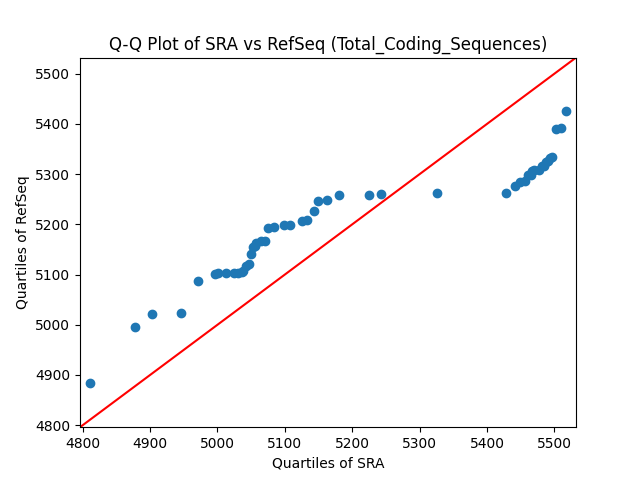 Q-Q Plot of SRA vs RefSeq (Total_Coding_Sequences)
5500
5400
5300
5200
5100
5000
4900
4800
Quartiles of RefSeq
4800 4900 5000 5100 5200 5300 5400 5500
Quartiles of SRA